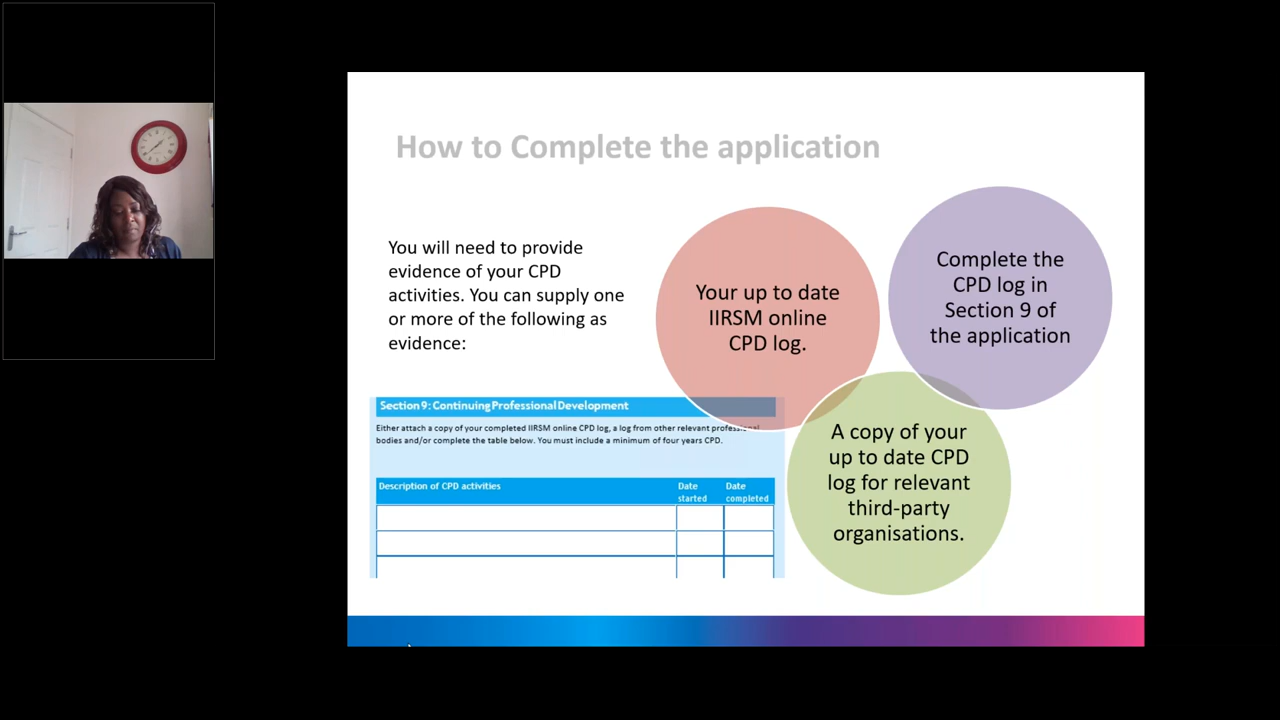 How to Complete the application
You will need to provide
evidence of your CPD
activities. You can supply one
or more of the following as
evidence:
Your up to date
IIRSM online
CPD log.
Complete the
CPD log in
Section 9 of
the application
A copy of your
up to date CPD
log for relevant
third-party
organisations.
Section 9: Continuing Professional Development
Either attach a copy of your completed IIRSM online CPD log, a log from other relevant professional
bodies and/or complete the table below. You must include a minimum of four years CPD.
Description of CPD activities
Date
started
Date
completed